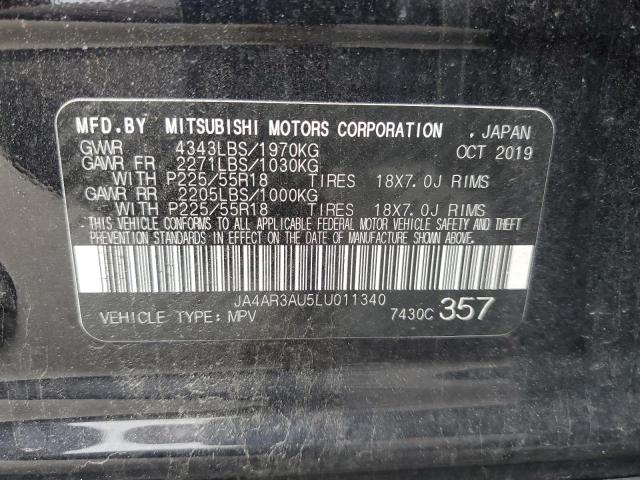 MFD.BY MITSUBISHI MOTORS CORPORATION . JAPAN
GVWR 4343LBS/1970KG OCT 2019
GAWR FR 2271LBS/1030KG
WITH P225/55R18 TIRES 18X7.0J RIMS
GAWR RR 2205LBS/1000KG
WITH P225/55R18 TIRES 18X7.0J RIMS
THIS VEHICLE CONFORMS TO ALL APPLICABLE FEDERAL MOTOR VEHICLE SAFETY AND THEFT
PREVENTION STANDARDS IN EFFECT ON THE DATE OF MANUFACTURE SHOWN ABOVE.
JA4AR3AU5LU011340
VEHICLE TYPE: MPV 7430C 357